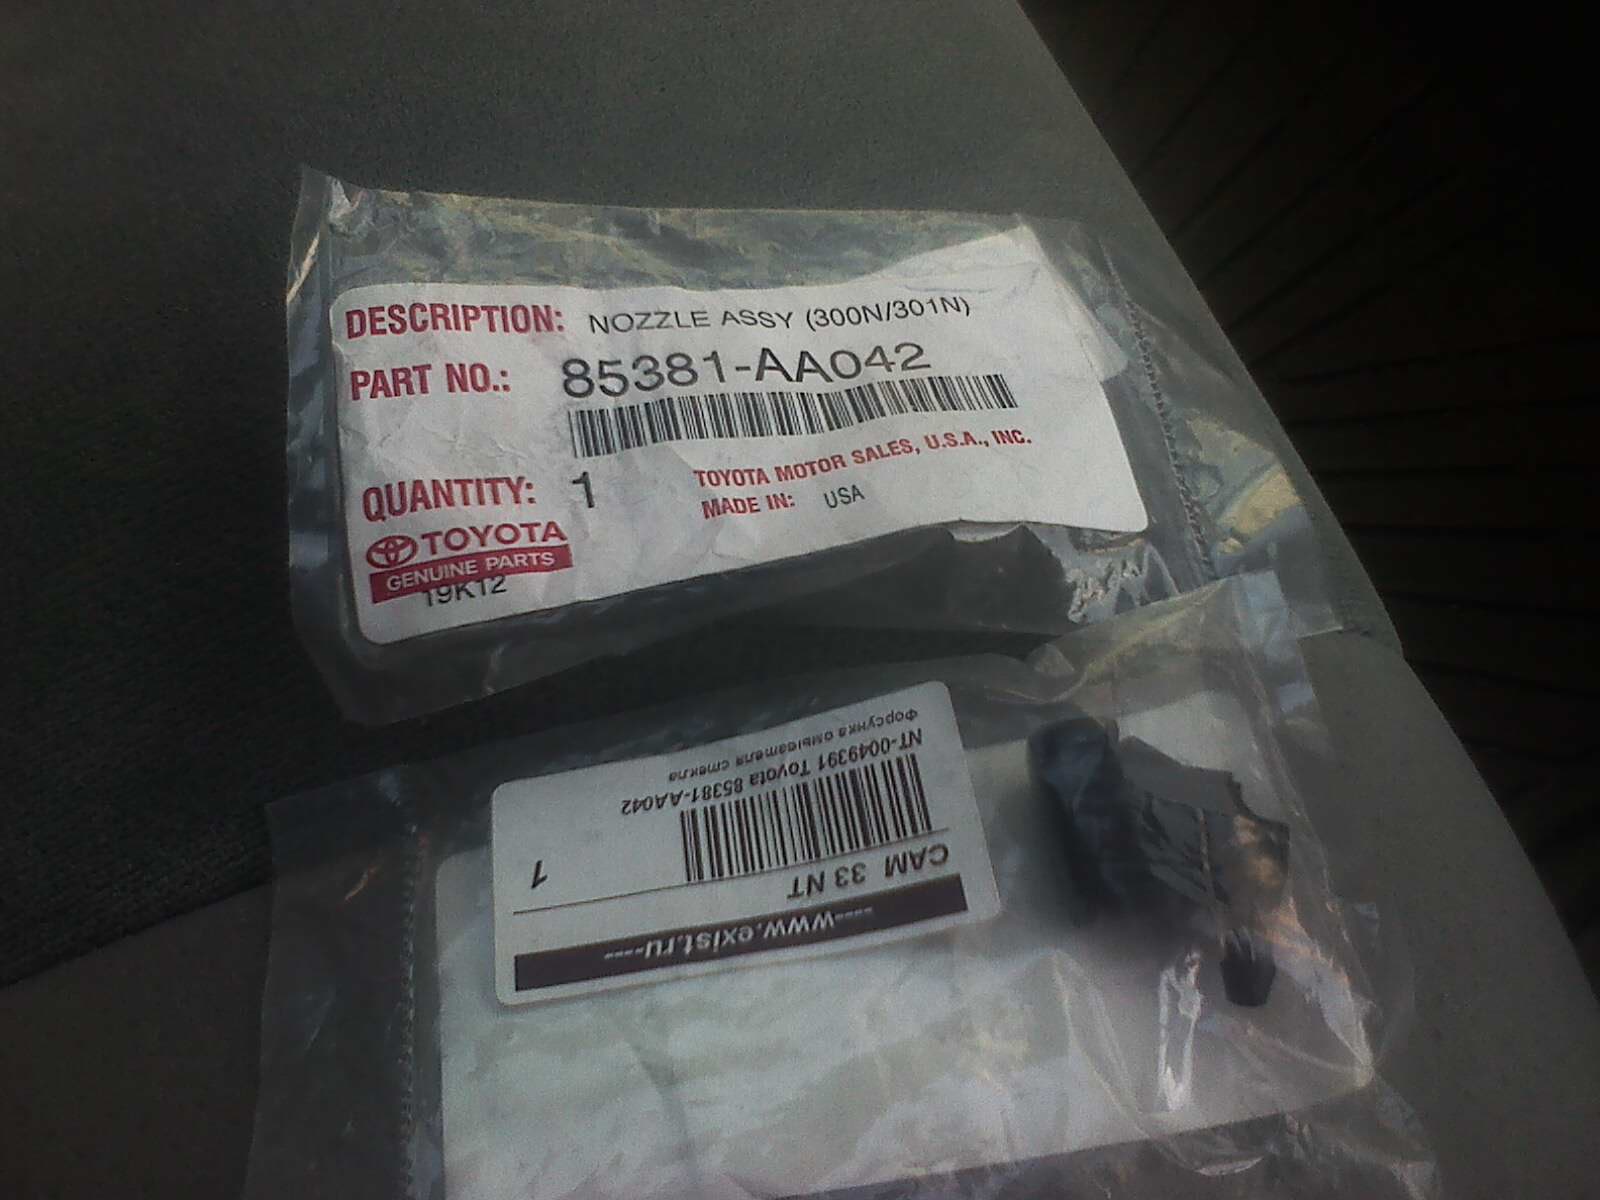 DESCRIPTION: NOZZLE ASSY (300N/301N)
PART NO.: 85381-AA042
QUANTITY: 1
TOYOTA MOTOR SALES, U.S.A., INC.
MADE IN: USA
TOYOTA
GENUINE PARTS
19K12
----www.exist.ru----
CAM 33 NT
1
NT-0049391 Toyota 85381-AA042
Форсунка омывателя стекла